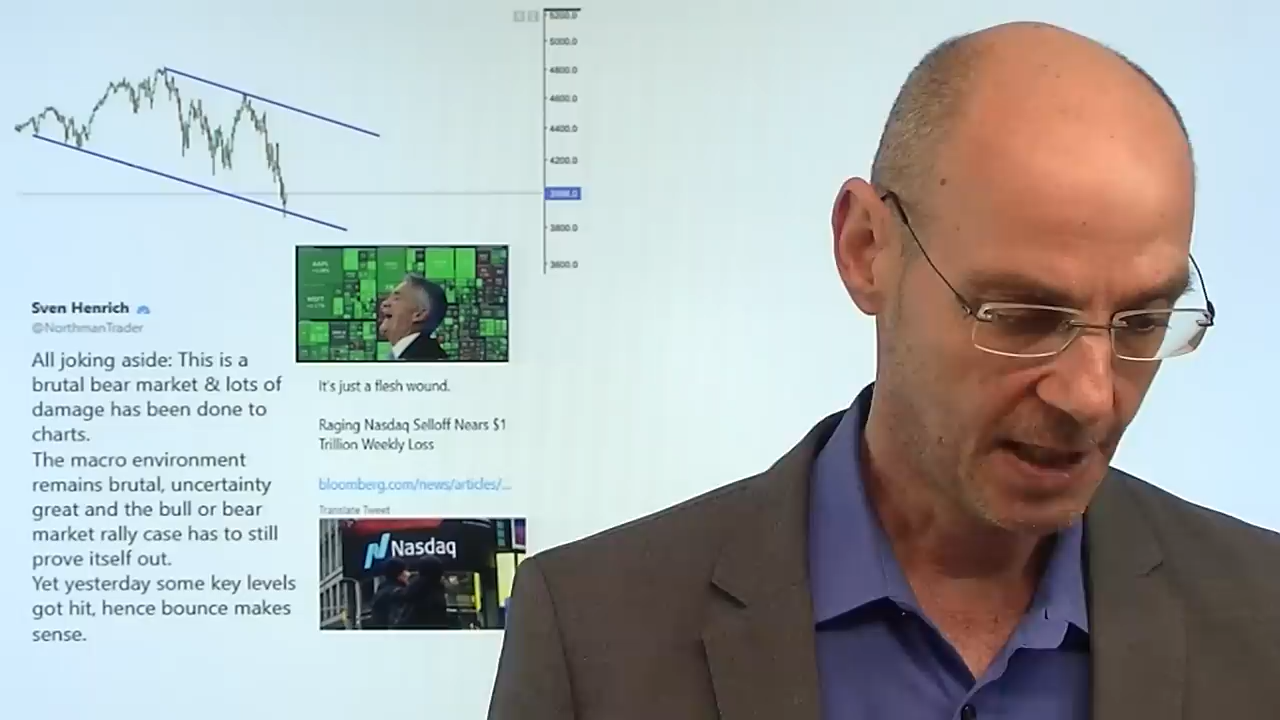 5200.0
5000.0
4800.0
4600.0
4400.0
4200.0
3800.0
3600.0
AAPL
Sven Henrich
@NorthmanTrader
All joking aside: This is a
brutal bear market & lots of
damage has been done to
charts.
The macro environment
remains brutal, uncertainty
great and the bull or bear
market rally case has to still
prove itself out.
Yet yesterday some key levels
got hit, hence bounce makes
sense.
It's just a flesh wound.
Raging Nasdaq Selloff Nears $1
Trillion Weekly Loss
bloomberg.com/news/articles/...
Translate Tweet
Nasdaq